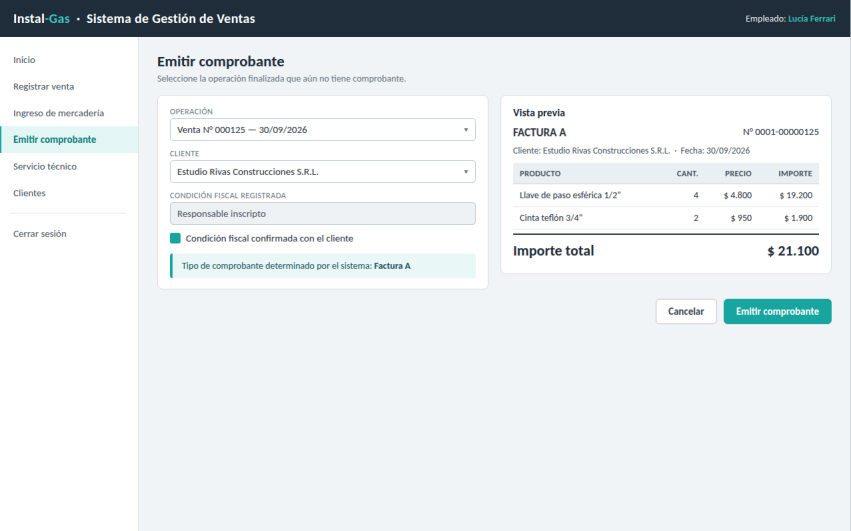 Instal-Gas · Sistema de Gestión de Ventas
Empleado: Lucía Ferrari
Inicio
Registrar venta
Ingreso de mercadería
Emitir comprobante
Servicio técnico
Clientes
Cerrar sesión
Emitir comprobante
Seleccione la operación finalizada que aún no tiene comprobante.
OPERACIÓN
Venta Nº 000125 — 30/09/2026
CLIENTE
Estudio Rivas Construcciones S.R.L.
CONDICIÓN FISCAL REGISTRADA
Responsable inscripto
Condición fiscal confirmada con el cliente
Tipo de comprobante determinado por el sistema: Factura A
Vista previa
FACTURA A Nº 0001-00000125
Cliente: Estudio Rivas Construcciones S.R.L. · Fecha: 30/09/2026
PRODUCTO CANT. PRECIO IMPORTE
Llave de paso esférica 1/2" 4 $ 4.800 $ 19.200
Cinta teflón 3/4" 2 $ 950 $ 1.900
Importe total $ 21.100
Cancelar Emitir comprobante